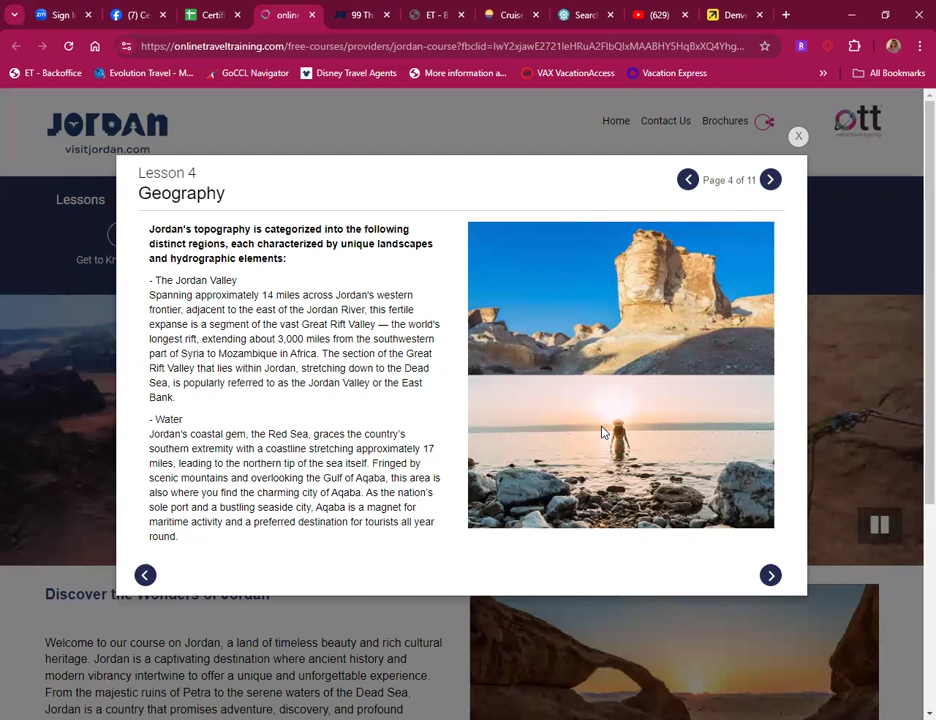 Sign I
(7) Ce
Certifi
online
99 Thi
ET - B
Cruise
Searc
(629)
Denv
https://onlinetraveltraining.com/free-courses/providers/jordan-course?fbclid=IwY2xjawE2721leHRuA2FlbQIxMAABHY5HqBxXQ4Yhg...
ET - Backoffice
Evolution Travel - M...
GoCCL Navigator
Disney Travel Agents
More information a...
VAX VacationAccess
Vacation Express
All Bookmarks
JORDAN
visitjordan.com
Home
Contact Us
Brochures
ott
X
Lessons
Get to Kn
Lesson 4
Geography
Page 4 of 11
Jordan's topography is categorized into the following
distinct regions, each characterized by unique landscapes
and hydrographic elements:
- The Jordan Valley
Spanning approximately 14 miles across Jordan's western
frontier, adjacent to the east of the Jordan River, this fertile
expanse is a segment of the vast Great Rift Valley — the world's
longest rift, extending about 3,000 miles from the southwestern
part of Syria to Mozambique in Africa. The section of the Great
Rift Valley that lies within Jordan, stretching down to the Dead
Sea, is popularly referred to as the Jordan Valley or the East
Bank.
- Water
Jordan's coastal gem, the Red Sea, graces the country's
southern extremity with a coastline stretching approximately 17
miles, leading to the northern tip of the sea itself. Fringed by
scenic mountains and overlooking the Gulf of Aqaba, this area is
also where you find the charming city of Aqaba. As the nation's
sole port and a bustling seaside city, Aqaba is a magnet for
maritime activity and a preferred destination for tourists all year
round.
Discover the Wonders of Jordan
Welcome to our course on Jordan, a land of timeless beauty and rich cultural
heritage. Jordan is a captivating destination where ancient history and
modern vibrancy intertwine to offer a unique and unforgettable experience.
From the majestic ruins of Petra to the serene waters of the Dead Sea,
Jordan is a country that promises adventure, discovery, and profound